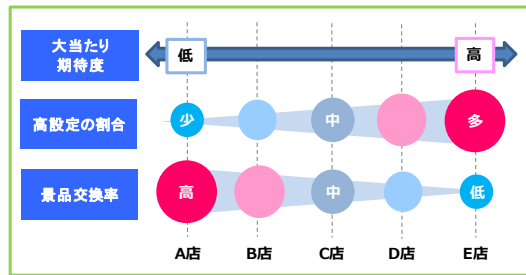 大当たり
期待度
低
高
高設定の割合
少
中
多
景品交換率
高
中
低
A店
B店
C店
D店
E店